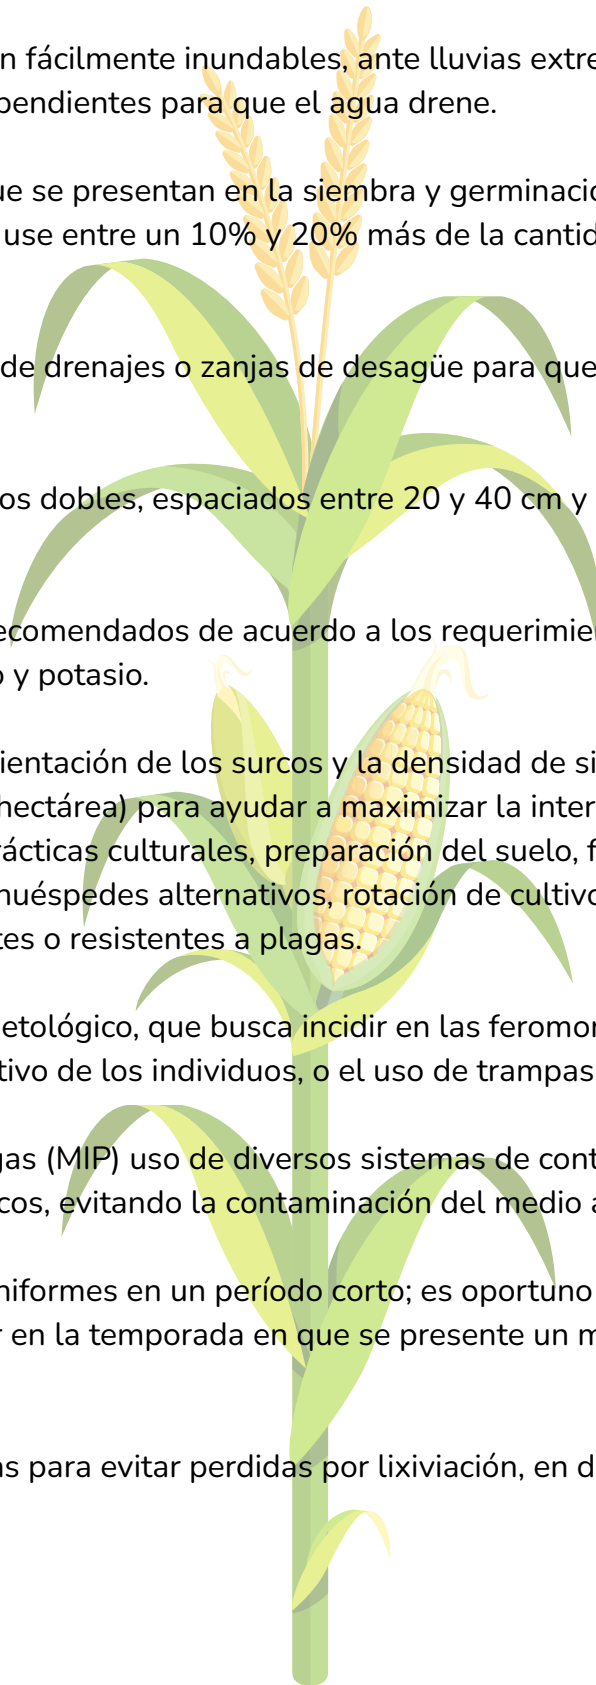 n fácilmente inundables, ante lluvias extre
pendientes para que el agua drene.
ue se presentan en la siembra y germinació
use entre un 10% y 20% más de la cantid
de drenajes o zanjas de desagüe para que
os dobles, espaciados entre 20 y 40 cm y
ecomendados de acuerdo a los requerimie
o y potasio.
ientación de los surcos y la densidad de si
hectárea) para ayudar a maximizar la inter
rácticas culturales, preparación del suelo, f
huéspedes alternativos, rotación de cultivo
tes o resistentes a plagas.
etológico, que busca incidir en las feromon
tivo de los individuos, o el uso de trampas
gas (MIP) uso de diversos sistemas de cont
cos, evitando la contaminación del medio a
niformes en un período corto; es oportuno
r en la temporada en que se presente un m
as para evitar perdidas por lixiviación, en d